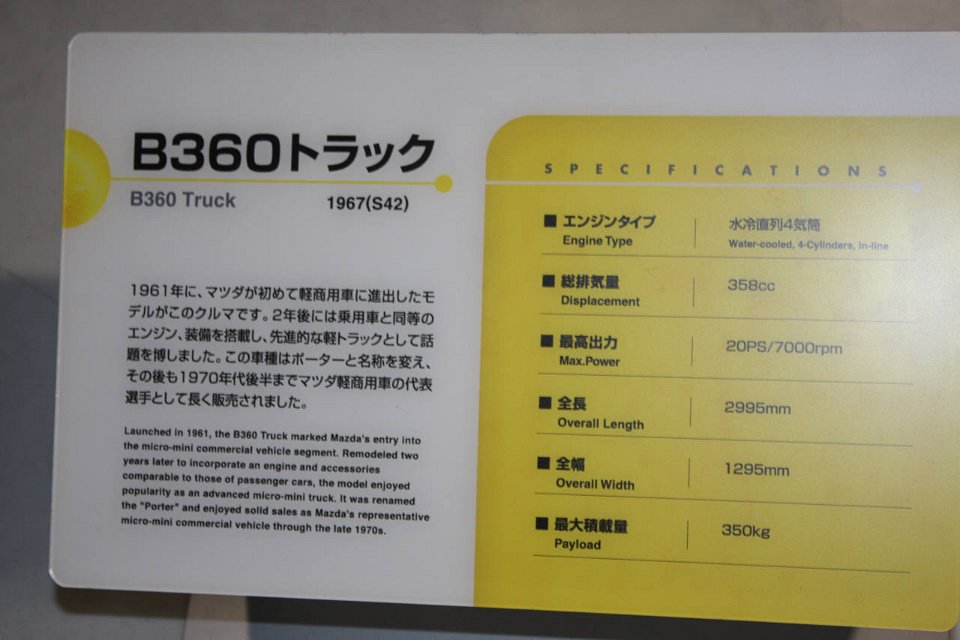 B360トラック
B360 Truck 1967(S42)
1961年に、マツダが初めて軽商用車に進出したモ
デルがこのクルマです。2年後には乗用車と同等の
エンジン、装備を搭載し、先進的な軽トラックとして話
題を博しました。この車種はポーターと名称を変え、
その後も1970年代後半までマツダ軽商用車の代表
選手として長く販売されました。
Launched in 1961, the B360 Truck marked Mazda's entry into
the micro-mini commercial vehicle segment. Remodeled two
years later to incorporate an engine and accessories
comparable to those of passenger cars, the model enjoyed
popularity as an advanced micro-mini truck. It was renamed
the "Porter" and enjoyed solid sales as Mazda's representative
micro-mini commercial vehicle through the late 1970s.
SPECIFICATIONS
■ エンジンタイプ 水冷直列4気筒
Engine Type Water-cooled, 4-Cylinders, in-line
■ 総排気量 358cc
Displacement
■ 最高出力 20PS/7000rpm
Max.Power
■ 全長 2995mm
Overall Length
■ 全幅 1295mm
Overall Width
■ 最大積載量 350kg
Payload